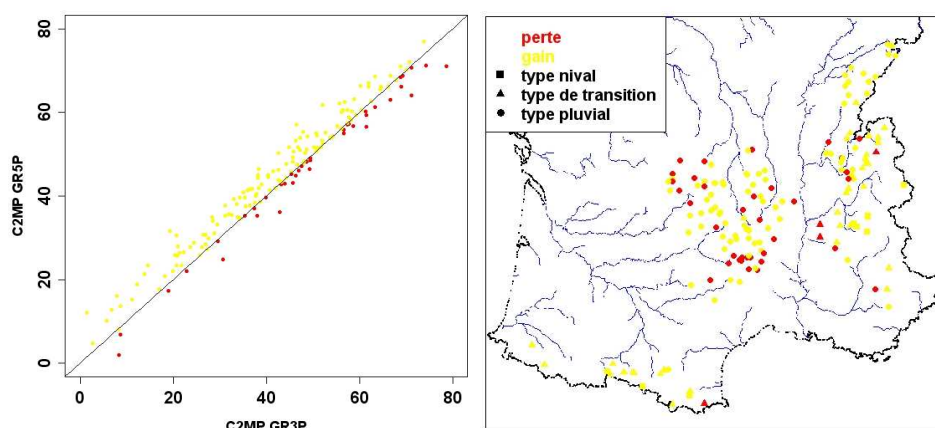 80
60
40
20
0
C2MP GR5P
0
20
40
60
80
C2MP GR3P
perte
gain
type nival
type de transition
type pluvial